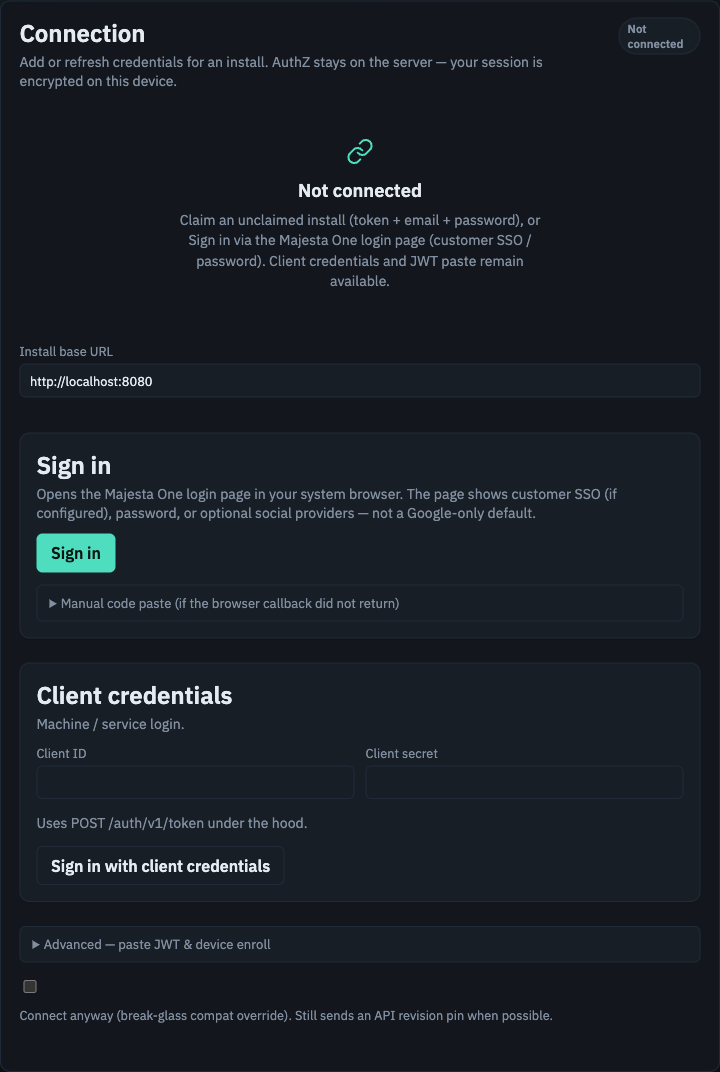 Connection
Not
connected
Add or refresh credentials for an install. AuthZ stays on the server — your session is
encrypted on this device.
Not connected
Claim an unclaimed install (token + email + password), or
Sign in via the Majesta One login page (customer SSO /
password). Client credentials and JWT paste remain
available.
Install base URL
http://localhost:8080
Sign in
Opens the Majesta One login page in your system browser. The page shows customer SSO (if
configured), password, or optional social providers — not a Google-only default.
Sign in
Manual code paste (if the browser callback did not return)
Client credentials
Machine / service login.
Client ID
Client secret
Uses POST /auth/v1/token under the hood.
Sign in with client credentials
Advanced — paste JWT & device enroll
Connect anyway (break-glass compat override). Still sends an API revision pin when possible.